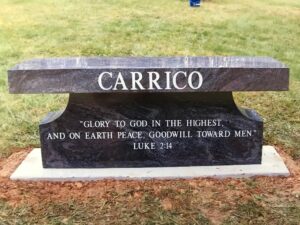 CARRICO
"GLORY TO GOD IN THE HIGHEST,
AND ON EARTH PEACE, GOODWILL TOWARD MEN"
LUKE 2:14